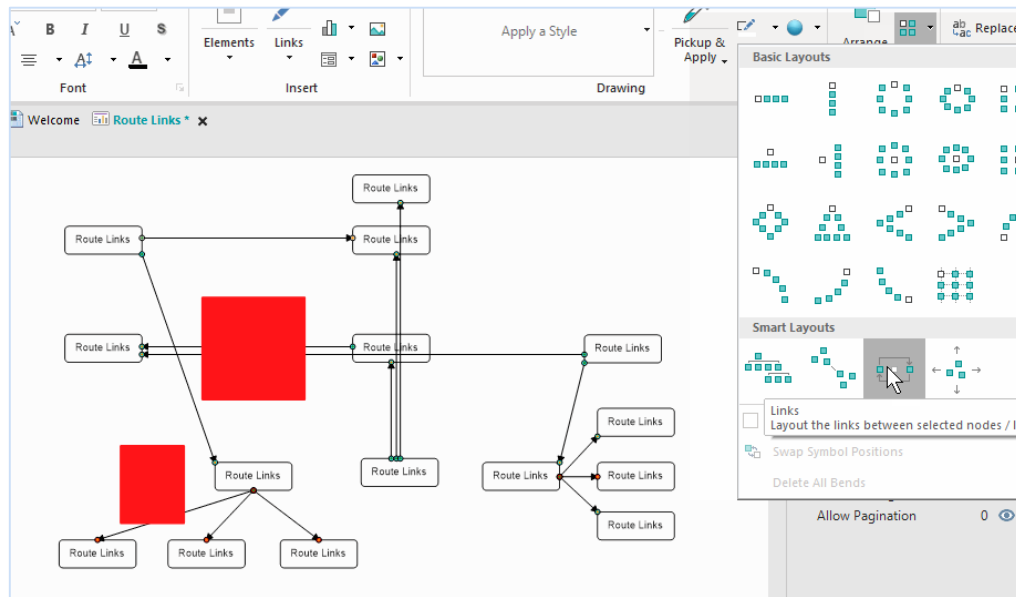 B I U S
Elements
Links
Apply a Style
Pickup &
Apply
Arrange
ab
ac Replace
Font
Insert
Drawing
Welcome
Route Links *
Basic Layouts
Route Links
Route Links
Route Links
Route Links
Route Links
Route Links
Smart Layouts
Links
Layout the links between selected nodes / l
Swap Symbol Positions
Delete All Bends
Route Links
Route Links
Route Links
Route Links
Route Links
Route Links
Route Links
Route Links
Route Links
Allow Pagination
0